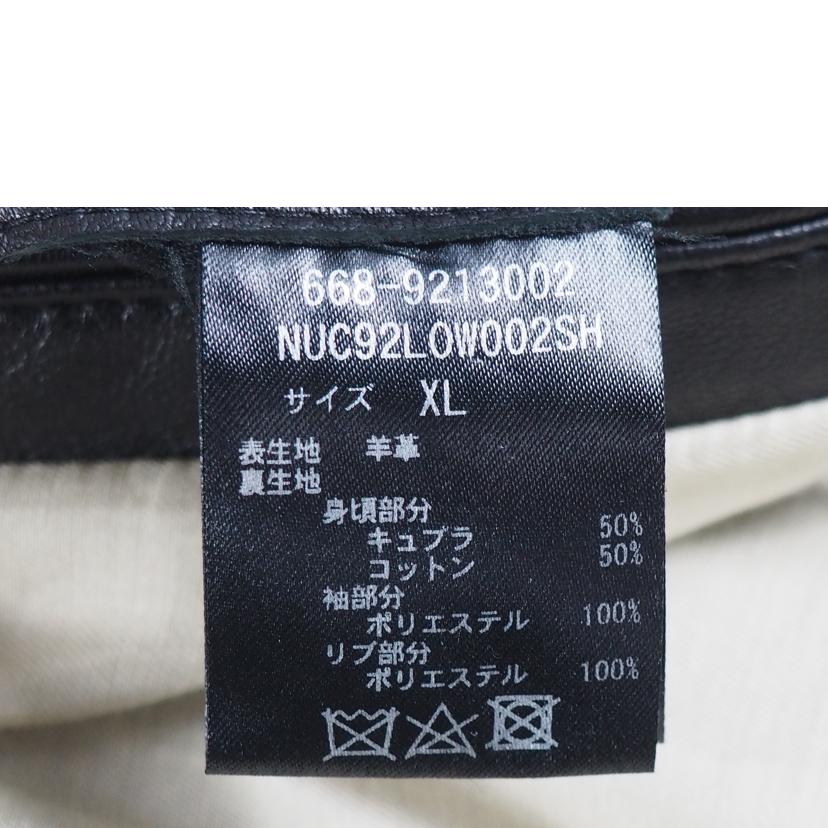 668-9213002
NUC92LOW002SH
サイズ XL
表生地 羊革
裏生地
身頃部分
キュプラ 50%
コットン 50%
袖部分
ポリエステル 100%
リブ部分
ポリエステル 100%